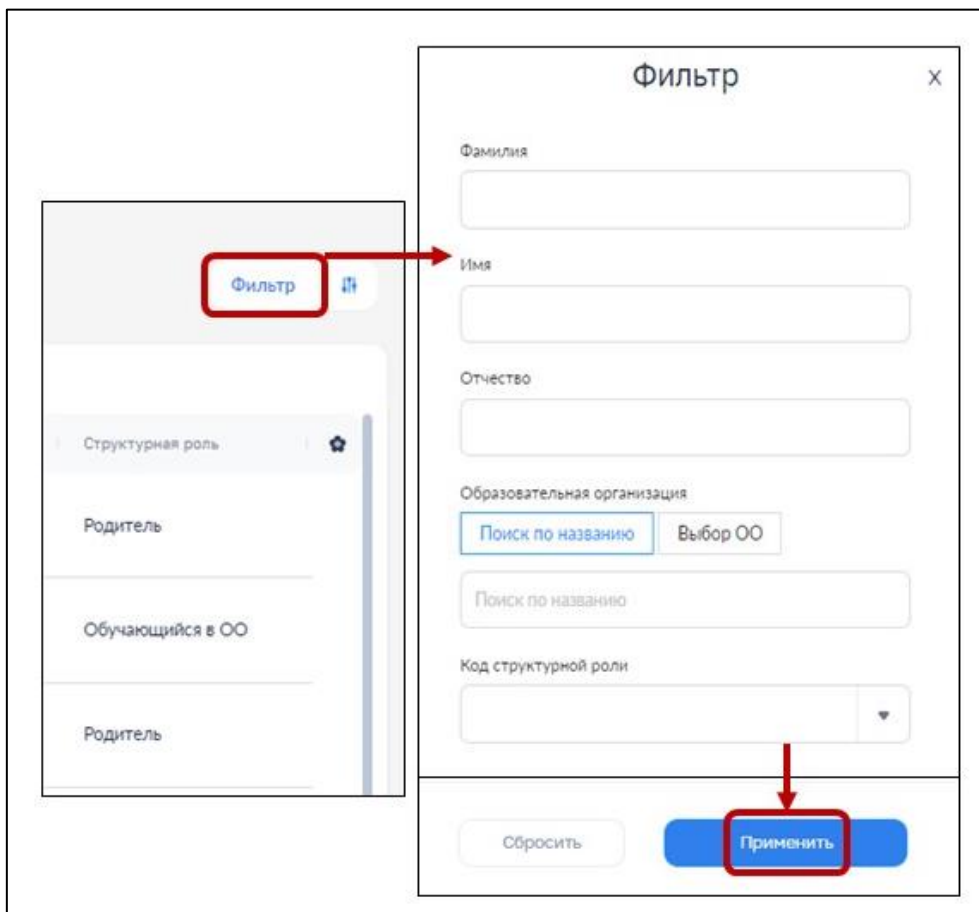 Фильтр
Структурная роль
Родитель
Обучающийся в ОО
Родитель
Фильтр X
Фамилия
Имя
Отчество
Образовательная организация
Поиск по названию Выбор ОО
Поиск по названию
Код структурной роли
Сбросить Применить